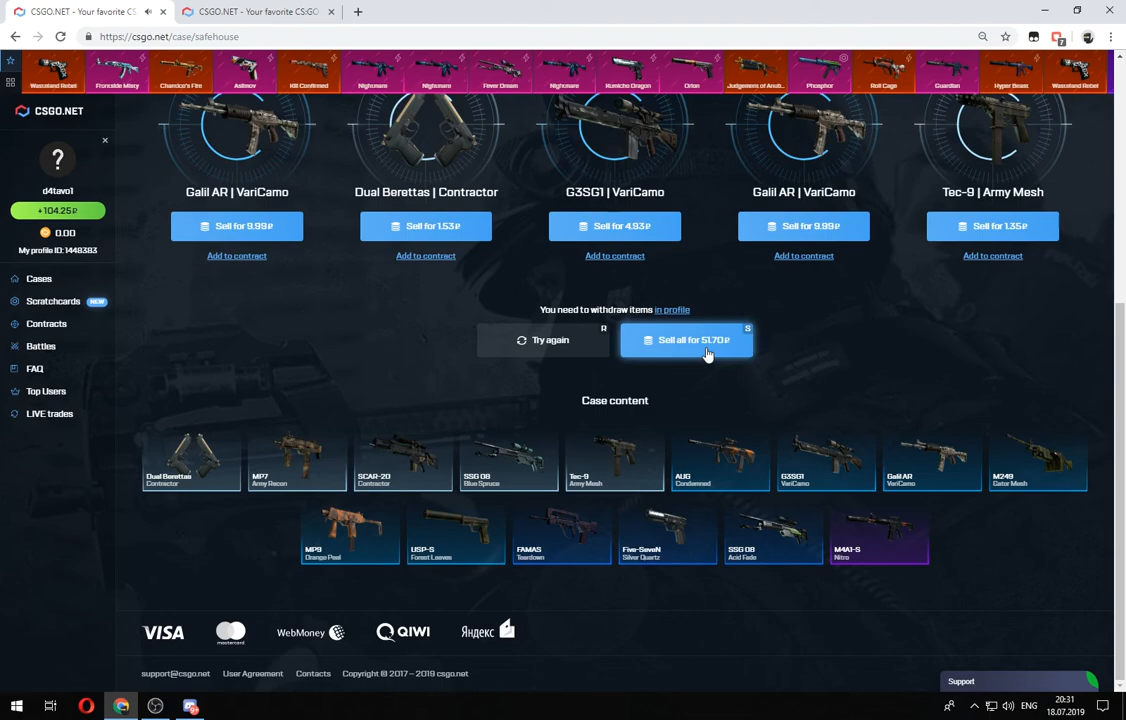 CSGO.NET - Your favorite CS
CSGO.NET - Your favorite CS:GO
https://csgo.net/case/safehouse
7
Wasteland Rebel
Frontside Misty
Chantico's Fire
Asiimov
Kill Confirmed
Nightmare
Nightmare
Fever Dream
Nightmare
Kumicho Dragon
Orion
Judgement of Anub...
Phosphor
Roll Cage
Guardian
Hyper Beast
Wasteland Rebel
CSGO.NET
?
d4tavo1
+104.25₽
0.00
My profile ID: 1448383
Cases
Scratchcards NEW
Contracts
Battles
FAQ
Top Users
LIVE trades
Galil AR | VariCamo
Dual Berettas | Contractor
G3SG1 | VariCamo
Galil AR | VariCamo
Tec-9 | Army Mesh
Sell for 9.99₽
Sell for 1.53₽
Sell for 4.93₽
Sell for 9.99₽
Sell for 1.35₽
Add to contract
Add to contract
Add to contract
Add to contract
Add to contract
You need to withdraw items in profile
Try again R
Sell all for 51.70₽ S
Case content
Dual Berettas
Contractor
MP7
Army Recon
SCAR-20
Contractor
SSG 08
Blue Spruce
Tec-9
Army Mesh
AUG
Condemned
G3SG1
VariCamo
Galil AR
VariCamo
M249
Gator Mesh
MP9
Orange Peel
USP-S
Forest Leaves
FAMAS
Teardown
Five-SeveN
Silver Quartz
SSG 08
Acid Fade
M4A1-S
Nitro
VISA
mastercard
WebMoney
QIWI
Яндекс
support@csgo.net
User Agreement
Contacts
Copyright © 2017 – 2019 csgo.net
Support
ENG
20:31
18.07.2019